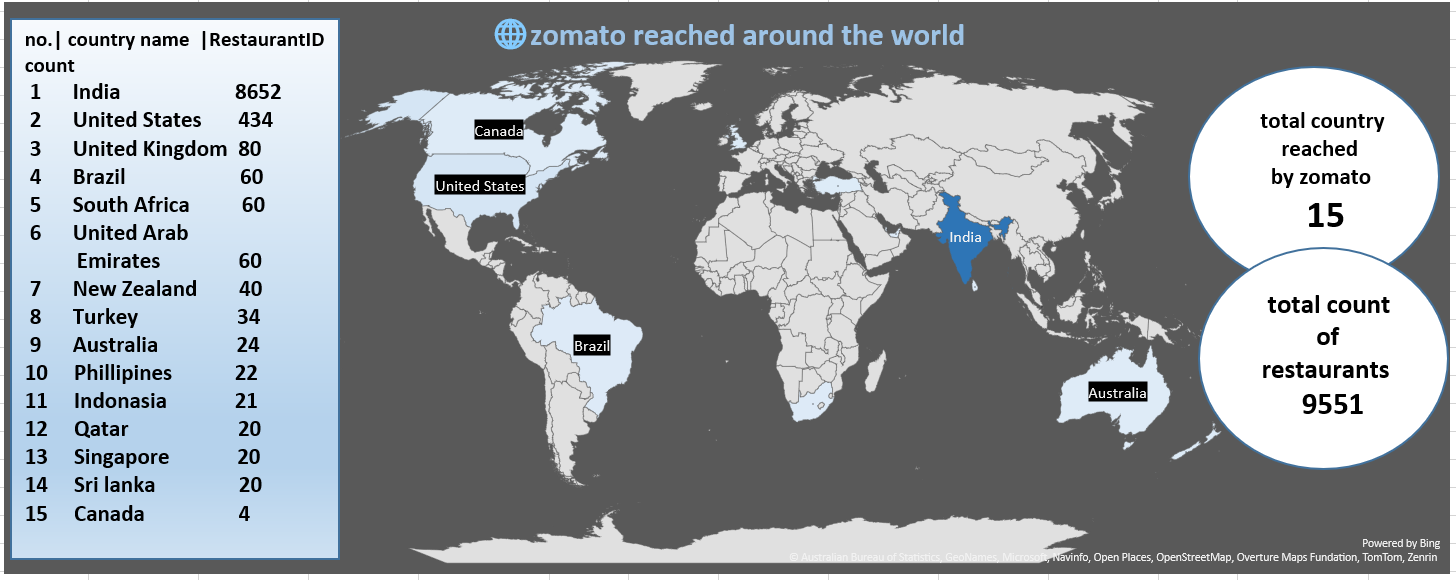 no.| country name |RestaurantID
count
1 India 8652
2 United States 434
3 United Kingdom 80
4 Brazil 60
5 South Africa 60
6 United Arab
Emirates 60
7 New Zealand 40
8 Turkey 34
9 Australia 24
10 Phillipines 22
11 Indonasia 21
12 Qatar 20
13 Singapore 20
14 Sri lanka 20
15 Canada 4
zomato reached around the world
Canada
United States
India
Brazil
Australia
total country
reached
by zomato
15
total count
of
restaurants
9551
Powered by Bing
© Australian Bureau of Statistics, GeoNames, Microsoft, Navinfo, Open Places, OpenStreetMap, Overture Maps Fundation, TomTom, Zenrin